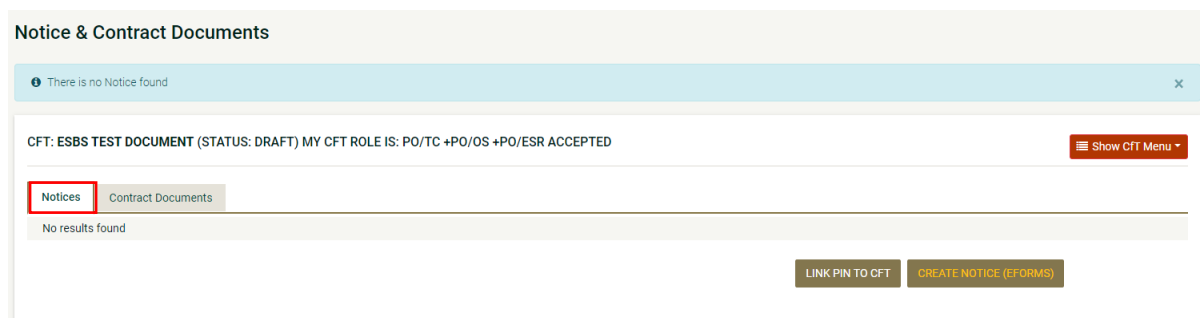 Notice & Contract Documents
There is no Notice found
CFT: ESBS TEST DOCUMENT (STATUS: DRAFT) MY CFT ROLE IS: PO/TC +PO/OS +PO/ESR ACCEPTED
Show CfT Menu
Notices Contract Documents
No results found
LINK PIN TO CFT CREATE NOTICE (EFORMS)